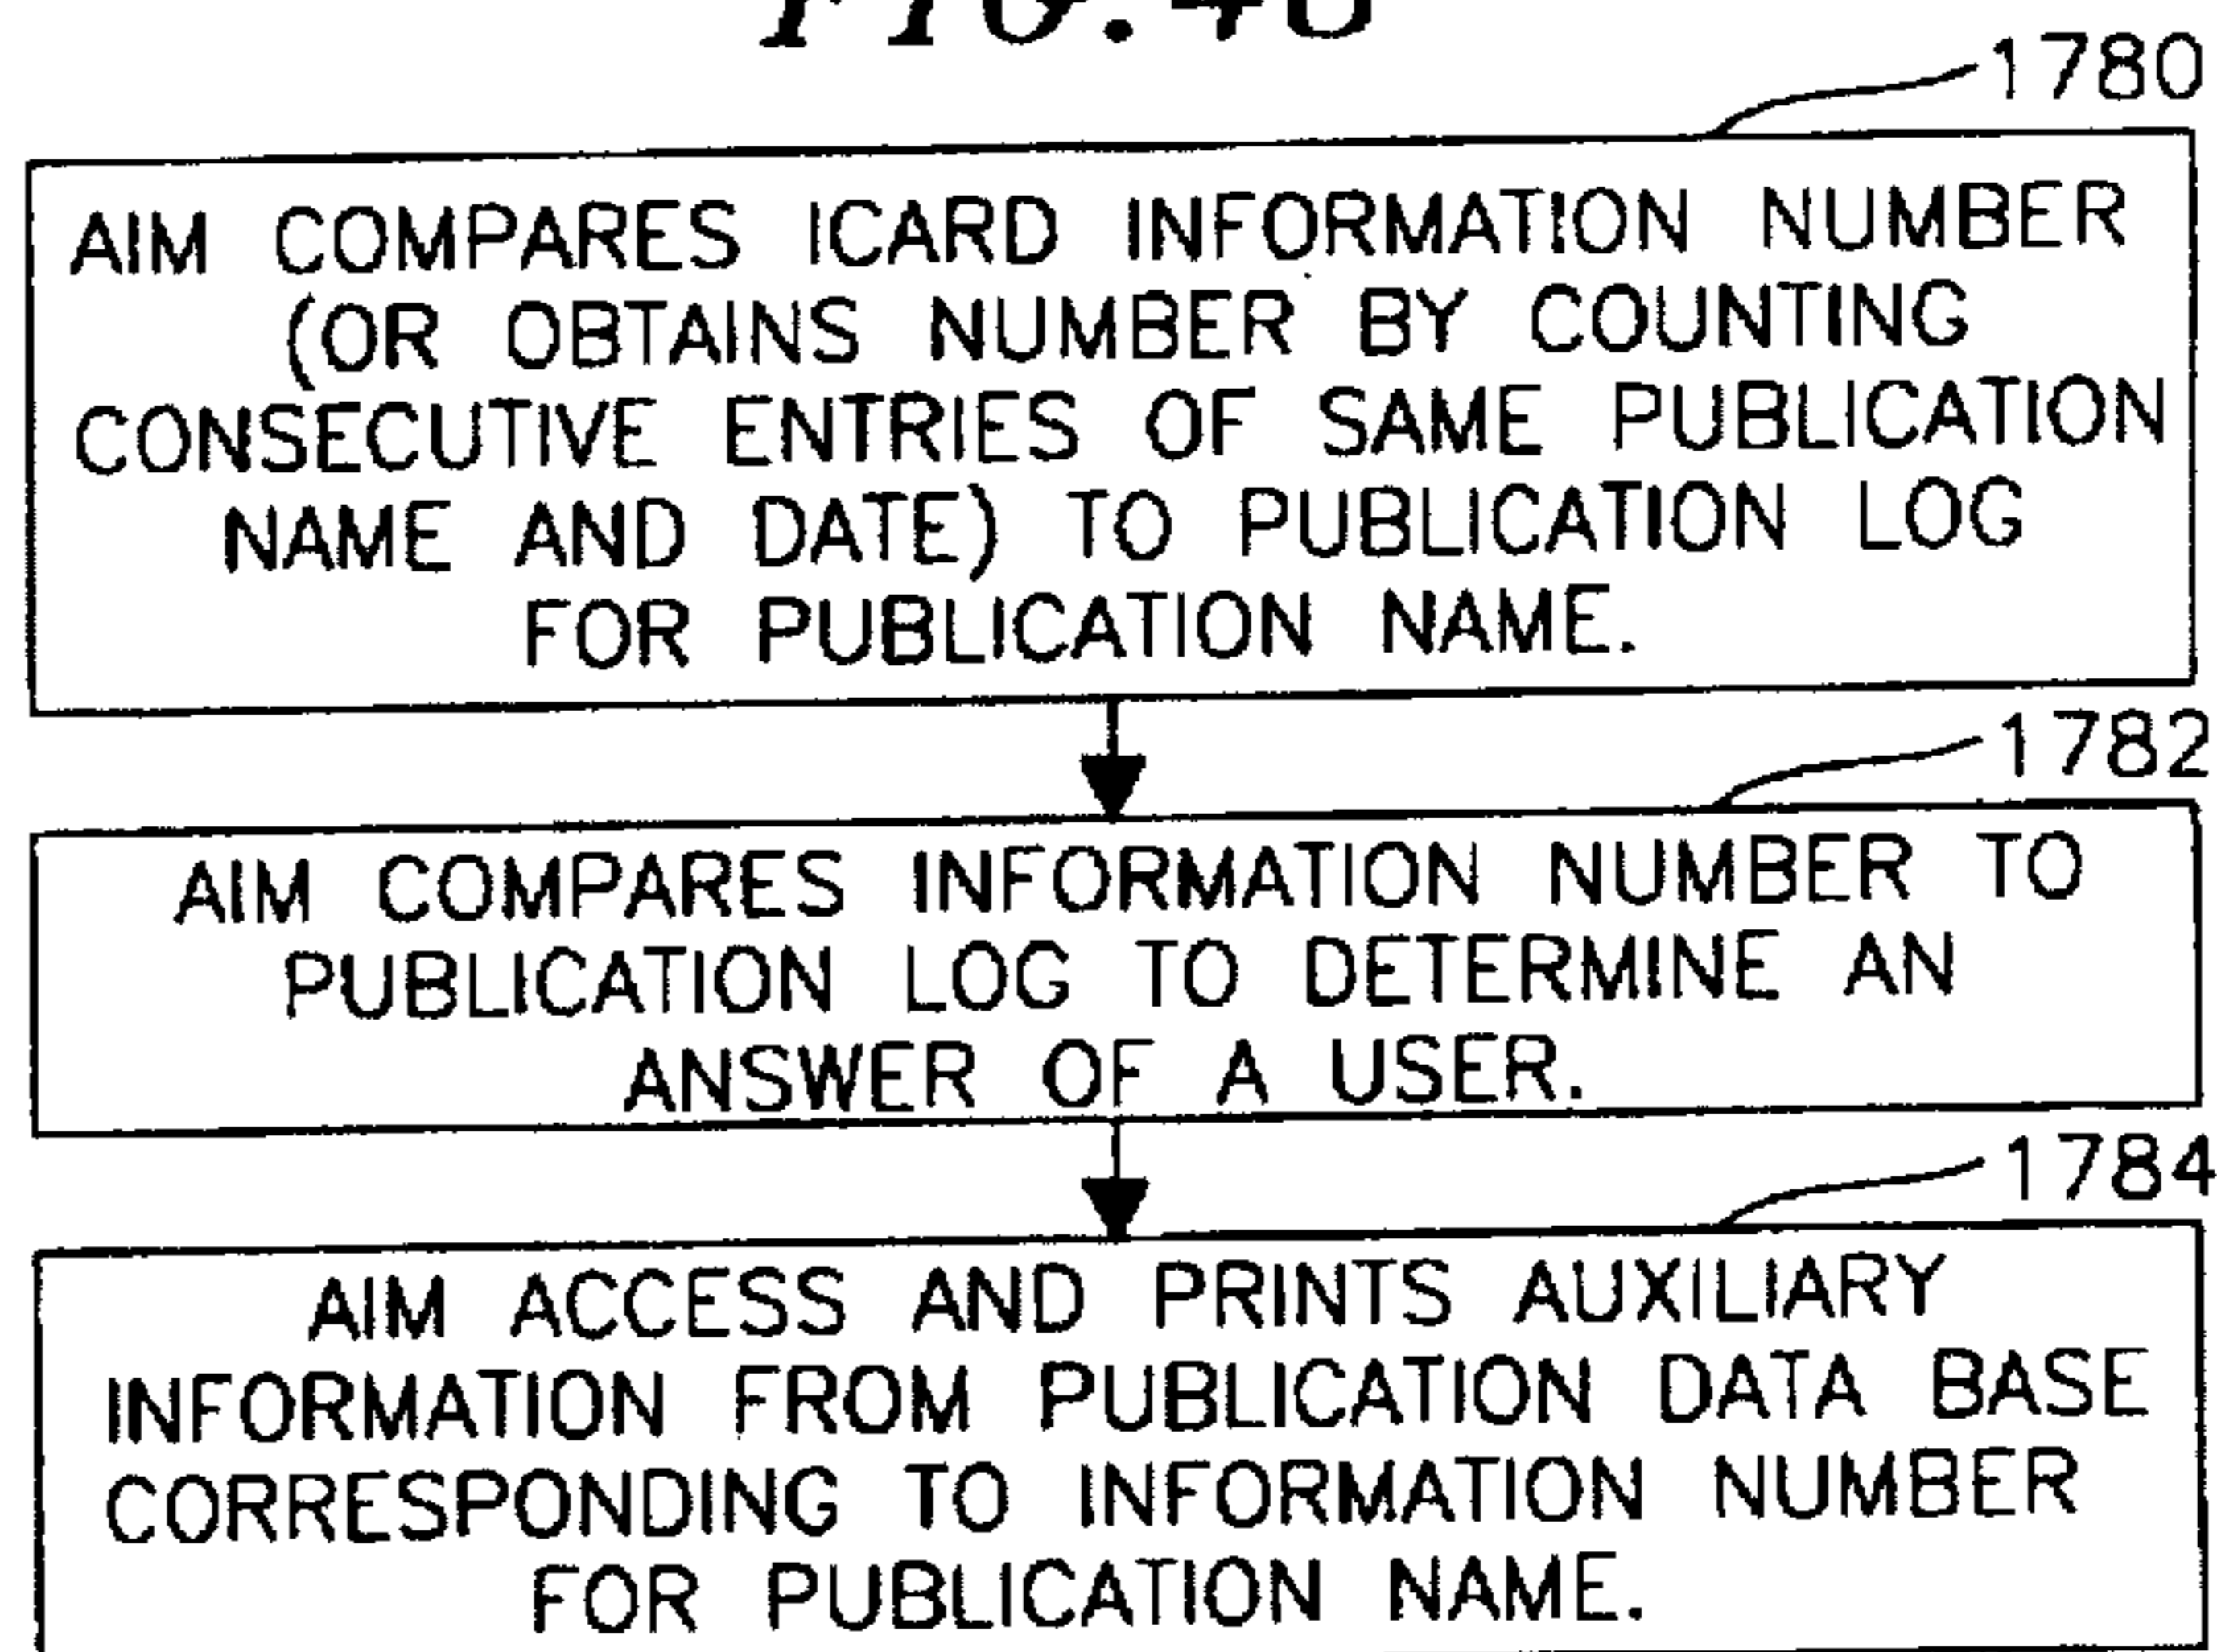 1780
AIM COMPARES ICARD INFORMATION NUMBER
(OR OBTAINS NUMBER BY COUNTING
CONSECUTIVE ENTRIES OF SAME PUBLICATION
NAME AND DATE) TO PUBLICATION LOG
FOR PUBLICATION NAME.
1782
AIM COMPARES INFORMATION NUMBER TO
PUBLICATION LOG TO DETERMINE AN
ANSWER OF A USER.
1784
AIM ACCESS AND PRINTS AUXILIARY
INFORMATION FROM PUBLICATION DATA BASE
CORRESPONDING TO INFORMATION NUMBER
FOR PUBLICATION NAME.